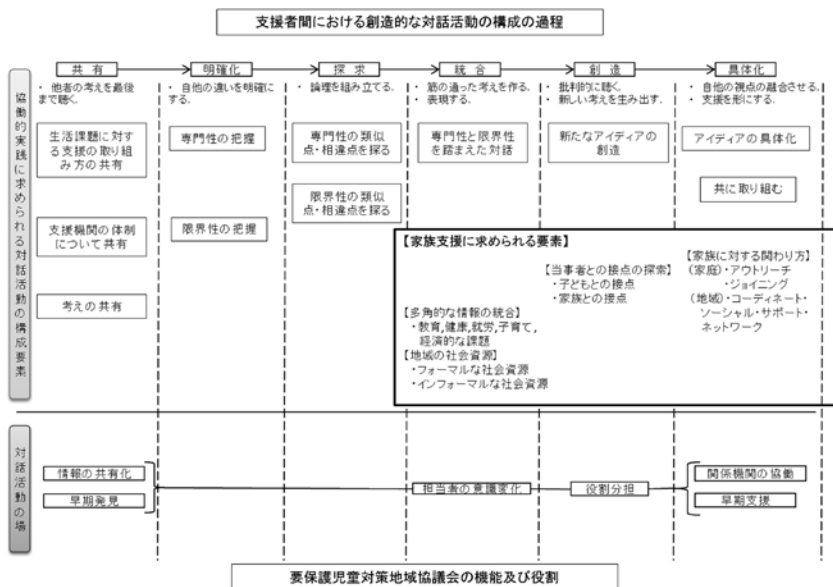 支援者間における創造的な対話活動の構成の過程
共 有
明確化
探 求
統 合
創 造
具体化
協働的実践に求められる対話活動の構成要素
・ 他者の考えを最後
まで聴く.
・ 自他の違いを明確に
する.
・ 論理を組み立てる.
・ 筋の通った考えを作る.
・ 表現する.
・ 批判的に聴く.
・ 新しい考えを生み出す.
・ 自他の視点の融合させる.
・ 支援を形にする.
生活課題に対す
る支援の取り組
み方の共有
専門性の把握
専門性の類似
点・相違点を探る
専門性と限界性
を踏まえた対話
新たなアイディアの
創造
アイディアの具体化
限界性の類似
点・相違点を探る
共に取り組む
支援機関の体制
について共有
限界性の把握
考えの共有
【家族支援に求められる要素】
【多角的な情報の統合】
・教育,健康,就労,子育て,
経済的な課題
【地域の社会資源】
・フォーマルな社会資源
・インフォーマルな社会資源
【当事者との接点の探索】
・子どもとの接点
・家族との接点
【家族に対する関わり方】
(家庭)・アウトリーチ
・ジョイニング
(地域)・コーディネート・
ソーシャル・サポート・
ネットワーク
対話活動の場
情報の共有化
早期発見
担当者の意識変化
役割分担
関係機関の協働
早期支援
要保護児童対策地域協議会の機能及び役割